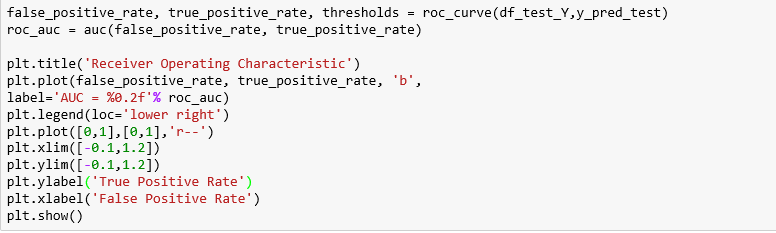 false_positive_rate, true_positive_rate, thresholds = roc_curve(df_test_Y,y_pred_test)
roc_auc = auc(false_positive_rate, true_positive_rate)
plt.title('Receiver Operating Characteristic')
plt.plot(false_positive_rate, true_positive_rate, 'b',
label='AUC = %0.2f'% roc_auc)
plt.legend(loc='lower right')
plt.plot([0,1],[0,1],'r--')
plt.xlim([-0.1,1.2])
plt.ylim([-0.1,1.2])
plt.ylabel('True Positive Rate')
plt.xlabel('False Positive Rate')
plt.show()